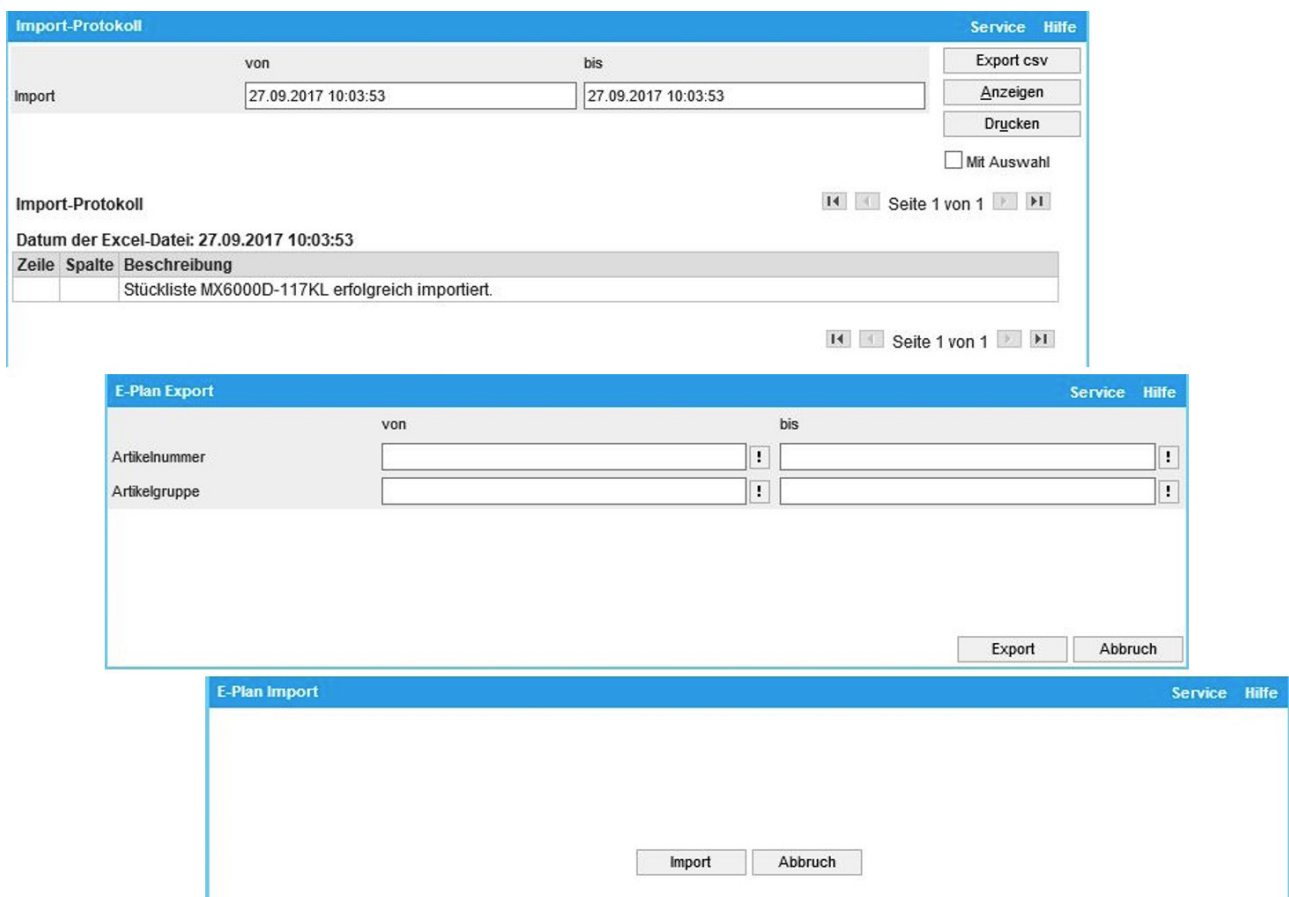 Import-Protokoll Service Hilfe
von bis Export csv
Import 27.09.2017 10:03:53 27.09.2017 10:03:53 Anzeigen
Drucken
Mit Auswahl
Import-Protokoll Seite 1 von 1
Datum der Excel-Datei: 27.09.2017 10:03:53
Zeile Spalte Beschreibung
Stückliste MX6000D-117KL erfolgreich importiert.
Seite 1 von 1
E-Plan Export Service Hilfe
von bis
Artikelnummer ! !
Artikelgruppe ! !
Export Abbruch
E-Plan Import Service Hilfe
Import Abbruch